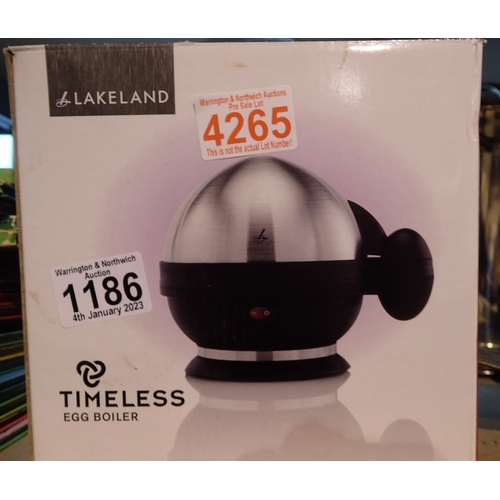 LAKELAND
Warrington & Northwich Auctions
Pre Sale Lot
4265
This is not the actual Lot Number!
Warrington & Northwich
Auction
1186
4th January 2023
TIMELESS
EGG BOILER